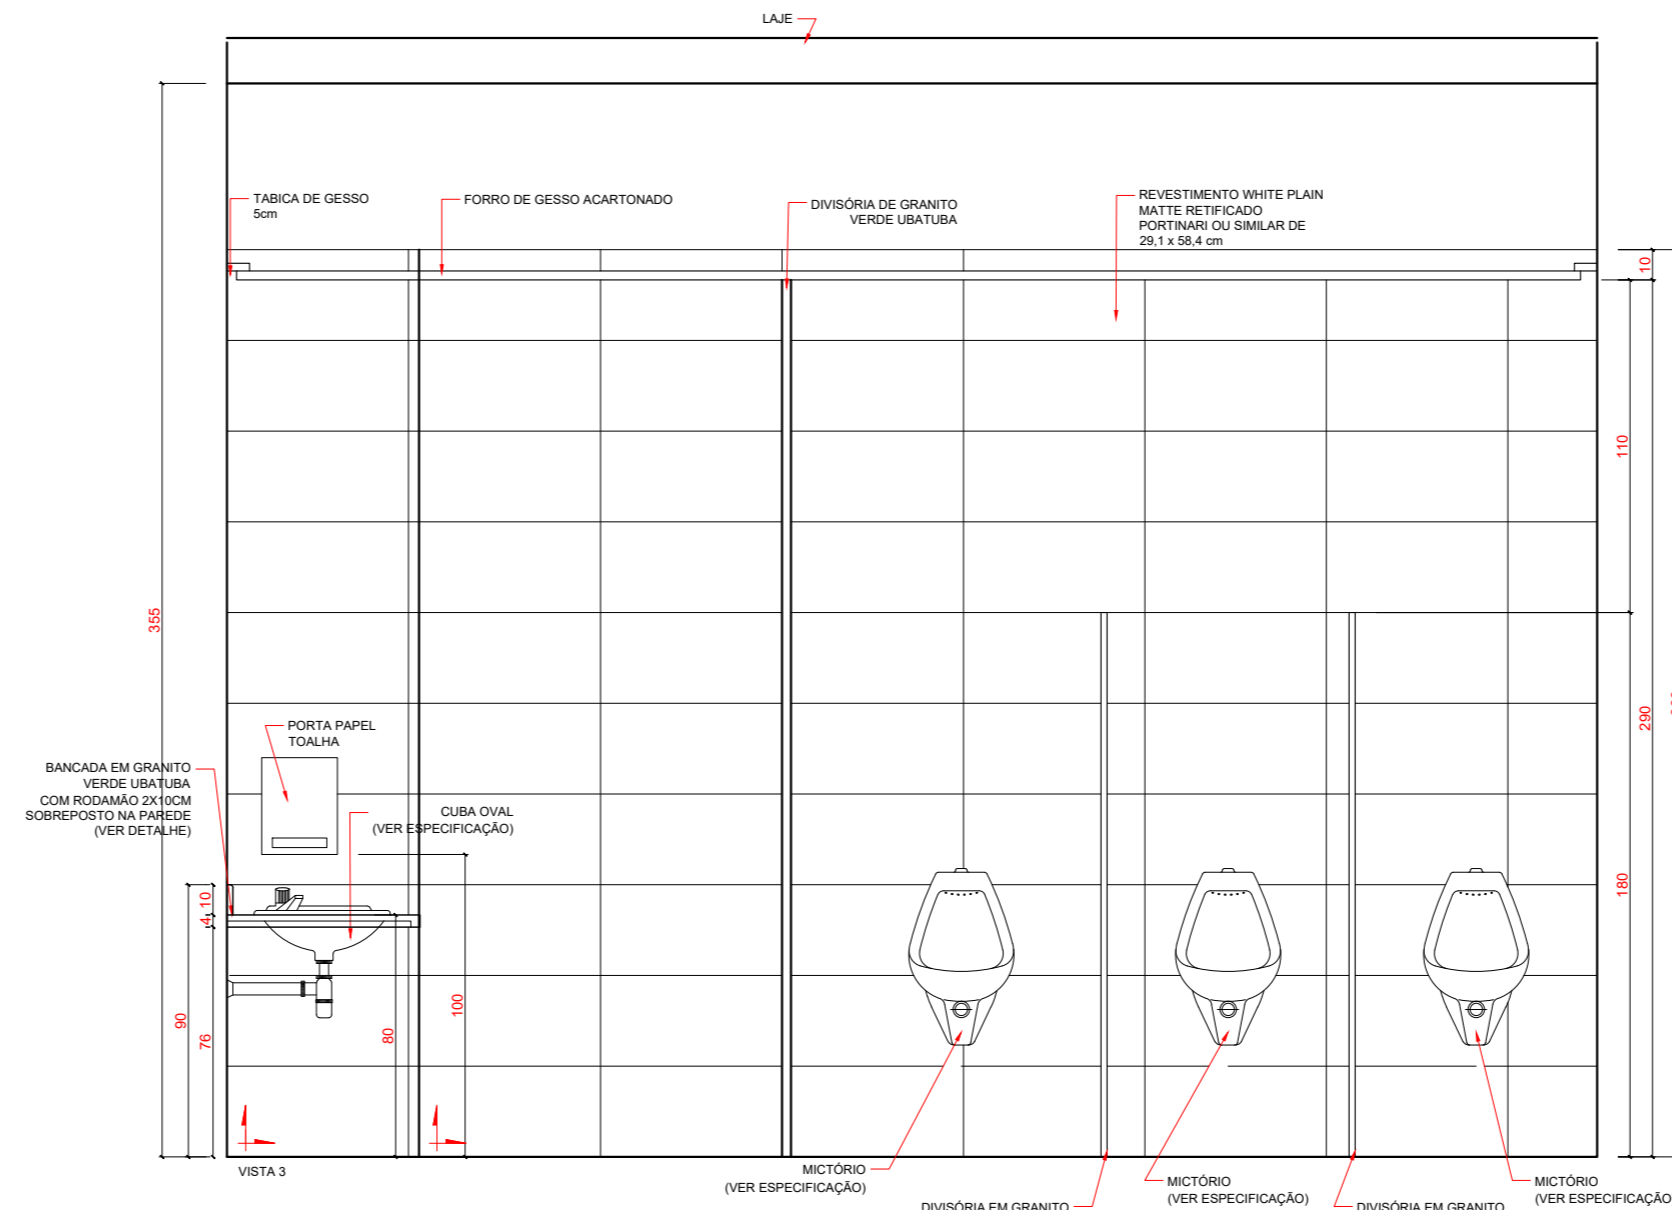 LAJE
TABICA DE GESSO
5cm
FORRO DE GESSO ACARTONADO
DIVISÓRIA DE GRANITO
VERDE UBATUBA
REVESTIMENTO WHITE PLAIN
MATTE RETIFICADO
PORTINARI OU SIMILAR DE
29,1 x 58,4 cm
10
110
355
290
PORTA PAPEL
TOALHA
BANCADA EM GRANITO
VERDE UBATUBA
COM RODAMÃO 2X10CM
SOBREPOSTO NA PAREDE
(VER DETALHE)
CUBA OVAL
(VER ESPECIFICAÇÃO)
180
10
4
100
90
76
80
VISTA 3
MICTÓRIO
(VER ESPECIFICAÇÃO)
MICTÓRIO
(VER ESPECIFICAÇÃO)
MICTÓRIO
(VER ESPECIFICAÇÃO
DIVISÓRIA EM GRANITO
DIVISÓRIA EM GRANITO